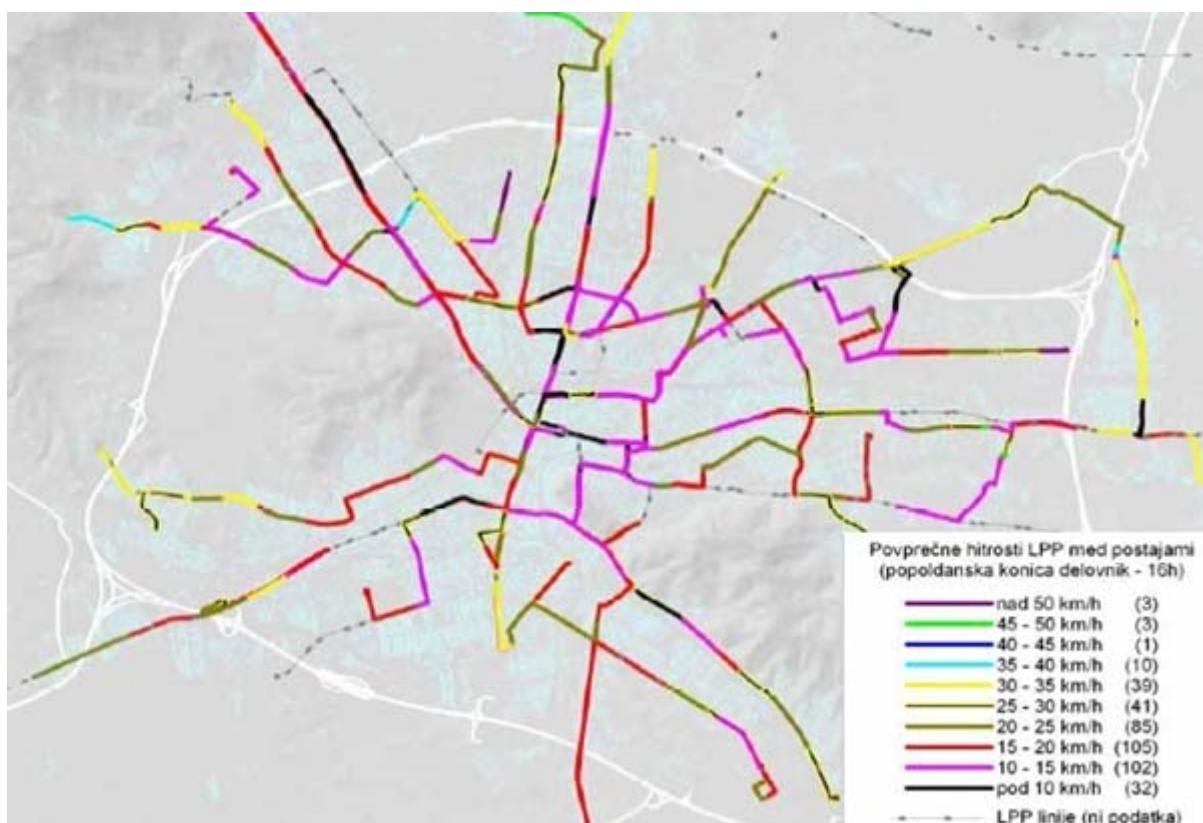 Povprečne hitrosti LPP med postajami
(popoldanska konica delovnik - 16h)
nad 50 km/h (3)
45 - 50 km/h (3)
40 - 45 km/h (1)
35 - 40 km/h (10)
30 - 35 km/h (39)
25 - 30 km/h (41)
20 - 25 km/h (85)
15 - 20 km/h (105)
10 - 15 km/h (102)
pod 10 km/h (32)
LPP linije (ni podatka)